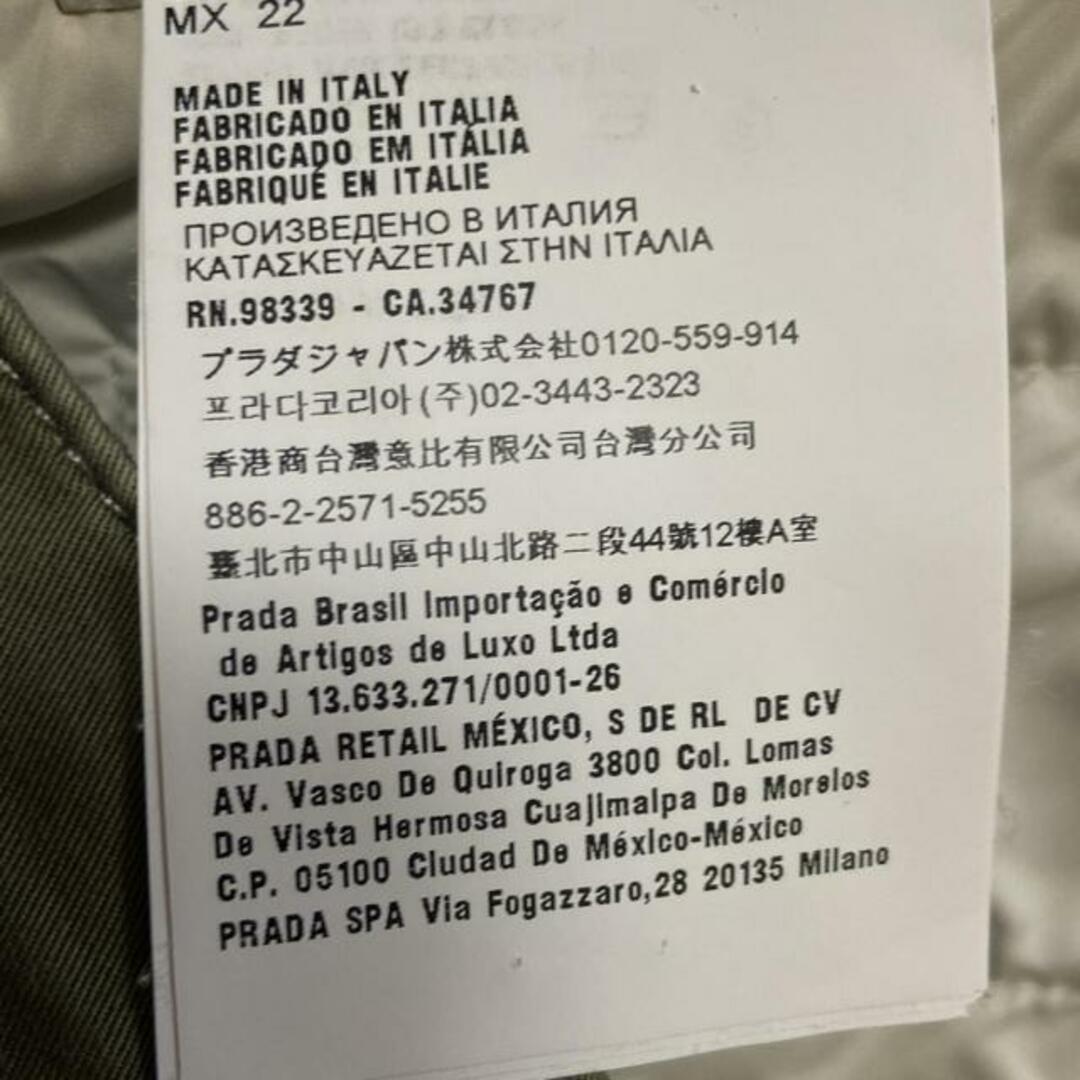 MX 22
MADE IN ITALY
FABRICADO EN ITALIA
FABRICADO EM ITÁLIA
FABRIQUÉ EN ITALIE
ПРОИЗВЕДЕНО В ИТАЛИЯ
ΚΑΤΑΣΚΕΥΑΖΕΤΑΙ ΣΤΗΝ ΙΤΑΛΙΑ
RN.98339 - CA.34767
プラダジャパン株式会社0120-559-914
프라다코리아(주)02-3443-2323
香港商台灣意比有限公司台灣分公司
886-2-2571-5255
臺北市中山區中山北路二段44號12樓A室
Prada Brasil Importação e Comércio
de Artigos de Luxo Ltda
CNPJ 13.633.271/0001-26
PRADA RETAIL MÉXICO, S DE RL DE CV
AV. Vasco De Quiroga 3800 Col. Lomas
De Vista Hermosa Cuajimalpa De Morelos
C.P. 05100 Ciudad De México-México
PRADA SPA Via Fogazzaro,28 20135 Milano